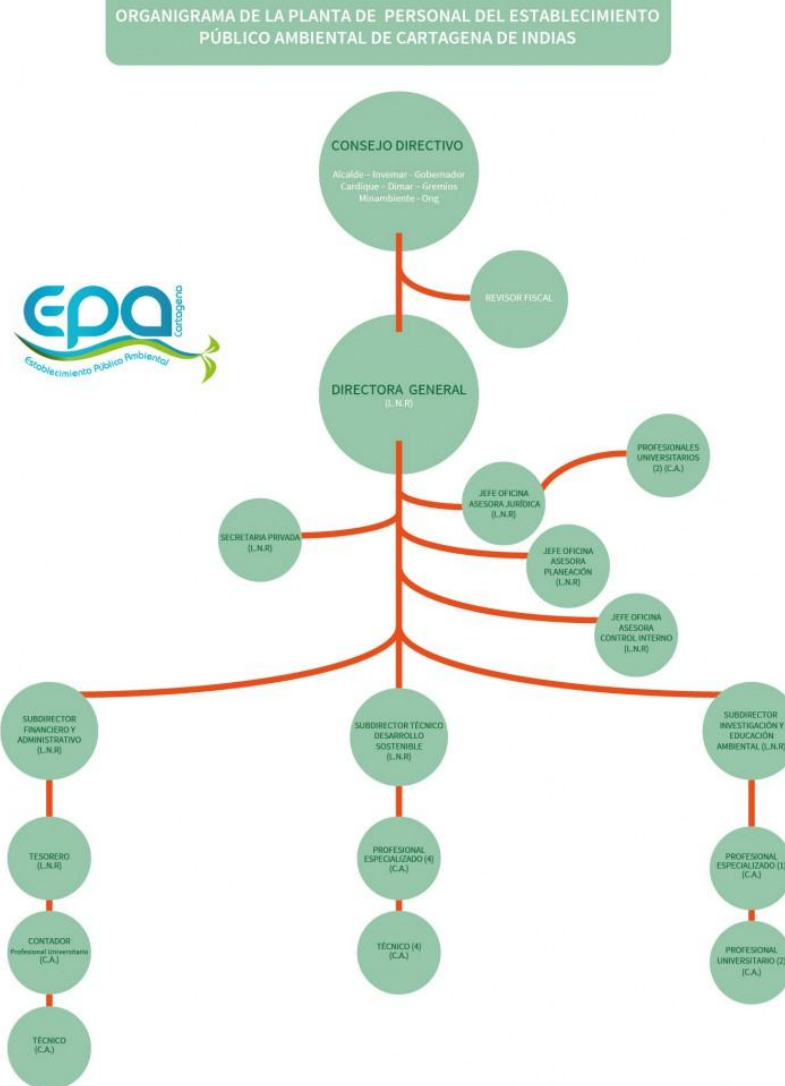 ORGANIGRAMA DE LA PLANTA DE PERSONAL DEL ESTABLECIMIENTO
PÚBLICO AMBIENTAL DE CARTAGENA DE INDIAS
CONSEJO DIRECTIVO
Alcalde – Invemar - Gobernador
Cardique – Dimar – Gremios
Minambiente - Ong
REVISOR FISCAL
epa
Cartagena
Establecimiento Público Ambiental
DIRECTORA GENERAL
(L.N.R)
PROFESIONALES
UNIVERSITARIOS
(2) (C.A.)
JEFE OFICINA
ASESORA JURÍDICA
(L.N.R)
SECRETARIA PRIVADA
(L.N.R)
JEFE OFICINA
ASESORA
PLANEACIÓN
(L.N.R)
JEFE OFICINA
ASESORA
CONTROL INTERNO
(L.N.R)
SUBDIRECTOR
FINANCIERO Y
ADMINISTRATIVO
(L.N.R)
SUBDIRECTOR TÉCNICO
DESARROLLO
SOSTENIBLE
(L.N.R)
SUBDIRECTOR
INVESTIGACIÓN Y
EDUCACIÓN
AMBIENTAL (L.N.R)
TESORERO
(L.N.R)
PROFESIONAL
ESPECIALIZADO (4)
(C.A.)
PROFESIONAL
ESPECIALIZADO (1)
(C.A.)
CONTADOR
Profesional Universitario
(C.A.)
TÉCNICO (4)
(C.A.)
PROFESIONAL
UNIVERSITARIO (2)
(C.A.)
TÉCNICO
(C.A.)